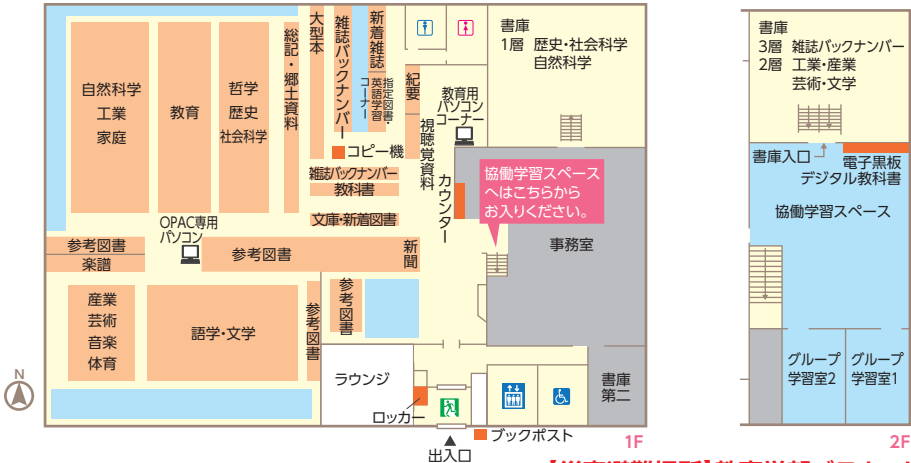 自然科学
工業
家庭
教育
哲学
歴史
社会科学
総記・郷土資料
大型本
雑誌バックナンバー
新着雑誌
コーナー
英語学習
指定図書・
紀要
視聴覚資料
教育用
パソコン
コーナー
書庫
1層 歴史・社会科学
自然科学
コピー機
雑誌バックナンバー
教科書
文庫・新着図書
カウンター
協働学習スペース
へはこちらから
お入りください。
事務室
OPAC専用
パソコン
参考図書
楽譜
参考図書
新聞
産業
芸術
音楽
体育
語学・文学
参考図書
参考図書
ラウンジ
ロッカー
書庫
第二
ブックポスト
出入口
1F
N
書庫
3層 雑誌バックナンバー
2層 工業・産業
芸術・文学
書庫入口
電子黒板
デジタル教科書
協働学習スペース
グループ
学習室2
グループ
学習室1
2F